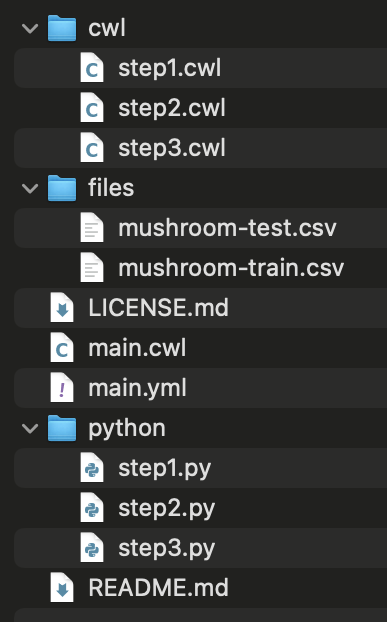 cwl
step1.cwl
step2.cwl
step3.cwl
files
mushroom-test.csv
mushroom-train.csv
LICENSE.md
main.cwl
main.yml
python
step1.py
step2.py
step3.py
README.md